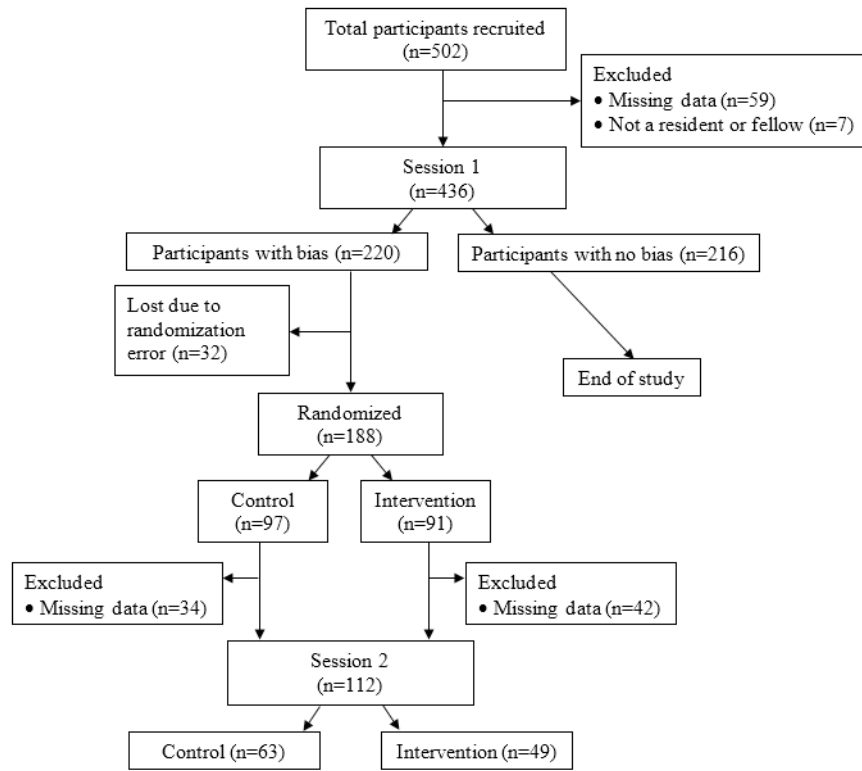 Total participants recruited
(n=502)
Excluded
• Missing data (n=59)
• Not a resident or fellow (n=7)
Session 1
(n=436)
Participants with bias (n=220)
Participants with no bias (n=216)
Lost due to
randomization
error (n=32)
End of study
Randomized
(n=188)
Control
(n=97)
Intervention
(n=91)
Excluded
• Missing data (n=34)
Excluded
• Missing data (n=42)
Session 2
(n=112)
Control (n=63)
Intervention (n=49)